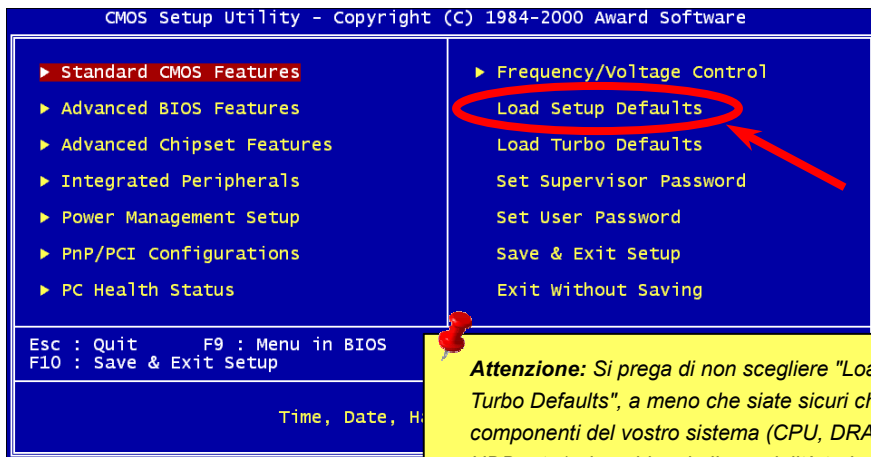 CMOS Setup Utility - Copyright (C) 1984-2000 Award Software
▶ Standard CMOS Features
▶ Advanced BIOS Features
▶ Advanced Chipset Features
▶ Integrated Peripherals
▶ Power Management Setup
▶ PnP/PCI Configurations
▶ PC Health Status
▶ Frequency/Voltage Control
Load Setup Defaults
Load Turbo Defaults
Set Supervisor Password
Set User Password
Save & Exit Setup
Exit Without Saving
Esc : Quit F9 : Menu in BIOS
F10 : Save & Exit Setup
Time, Date,
Attenzione: Si prega di non scegliere "Loa
Turbo Defaults", a meno che siate sicuri ch
componenti del vostro sistema (CPU, DRA